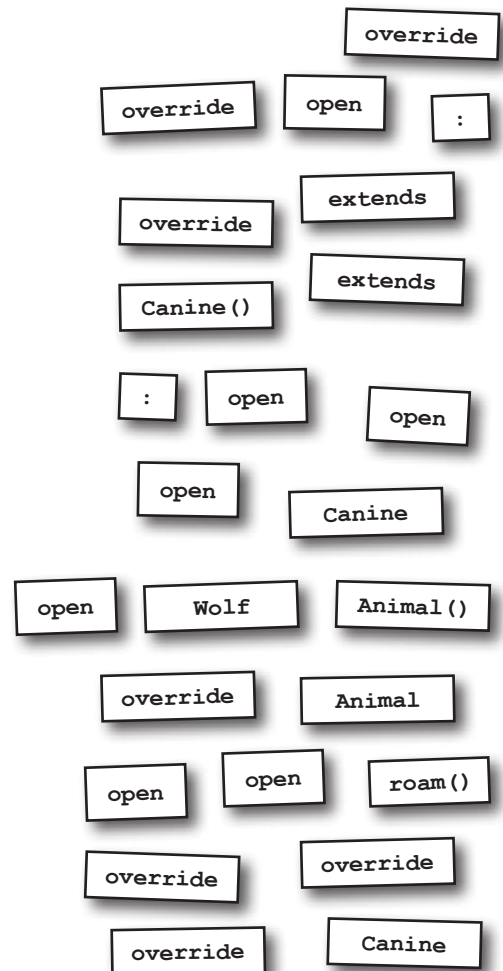 override
override open :
override extends
Canine() extends
: open open
open Canine
open Wolf Animal()
override Animal
open open roam()
override override
override Canine